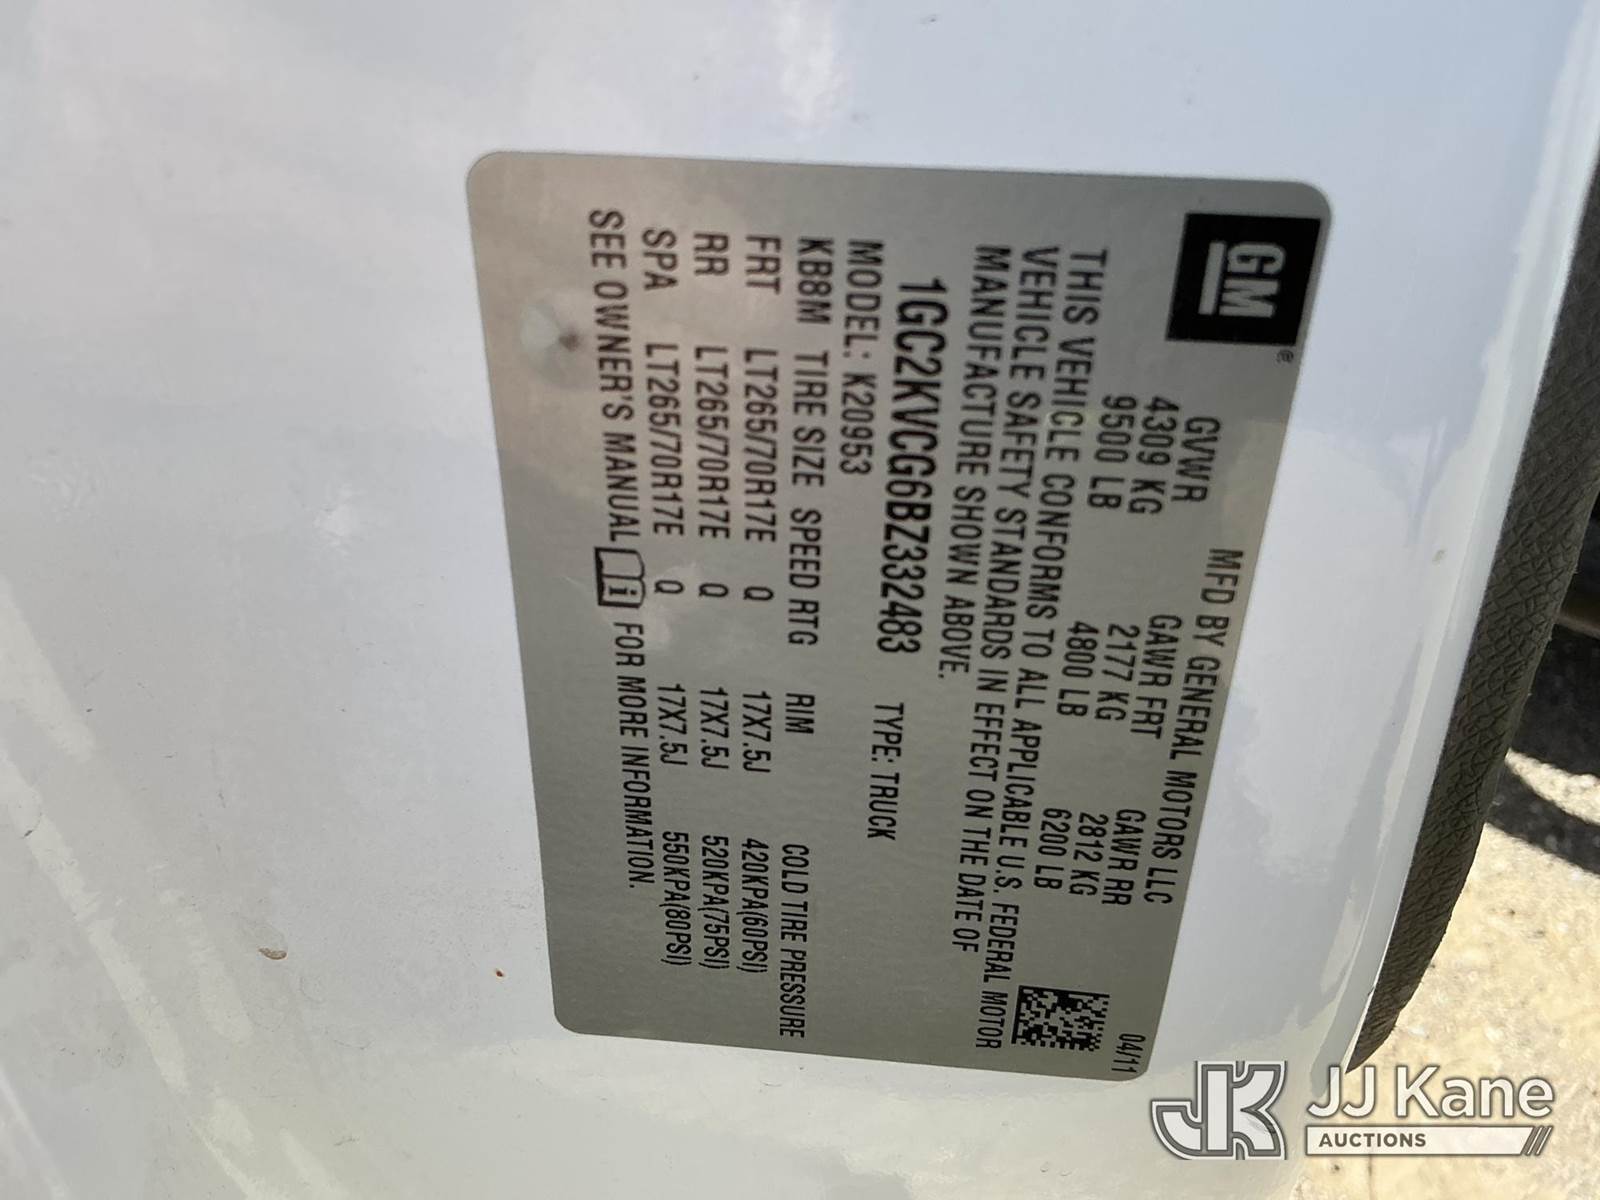 GM®
MFD BY GENERAL MOTORS LLC 04/11
GVWR GAWR FRT GAWR RR
4309 KG 2177 KG 2812 KG
9500 LB 4800 LB 6200 LB
THIS VEHICLE CONFORMS TO ALL APPLICABLE U.S. FEDERAL MOTOR
VEHICLE SAFETY STANDARDS IN EFFECT ON THE DATE OF
MANUFACTURE SHOWN ABOVE.
1GC2KVCG6BZ332483 TYPE: TRUCK
MODEL: K20953
KB8M TIRE SIZE SPEED RTG RIM COLD TIRE PRESSURE
FRT LT265/70R17E Q 17X7.5J 420KPA(60PSI)
RR LT265/70R17E Q 17X7.5J 520KPA(75PSI)
SPA LT265/70R17E Q 17X7.5J 550KPA(80PSI)
SEE OWNER'S MANUAL i FOR MORE INFORMATION.
JK JJ Kane
AUCTIONS